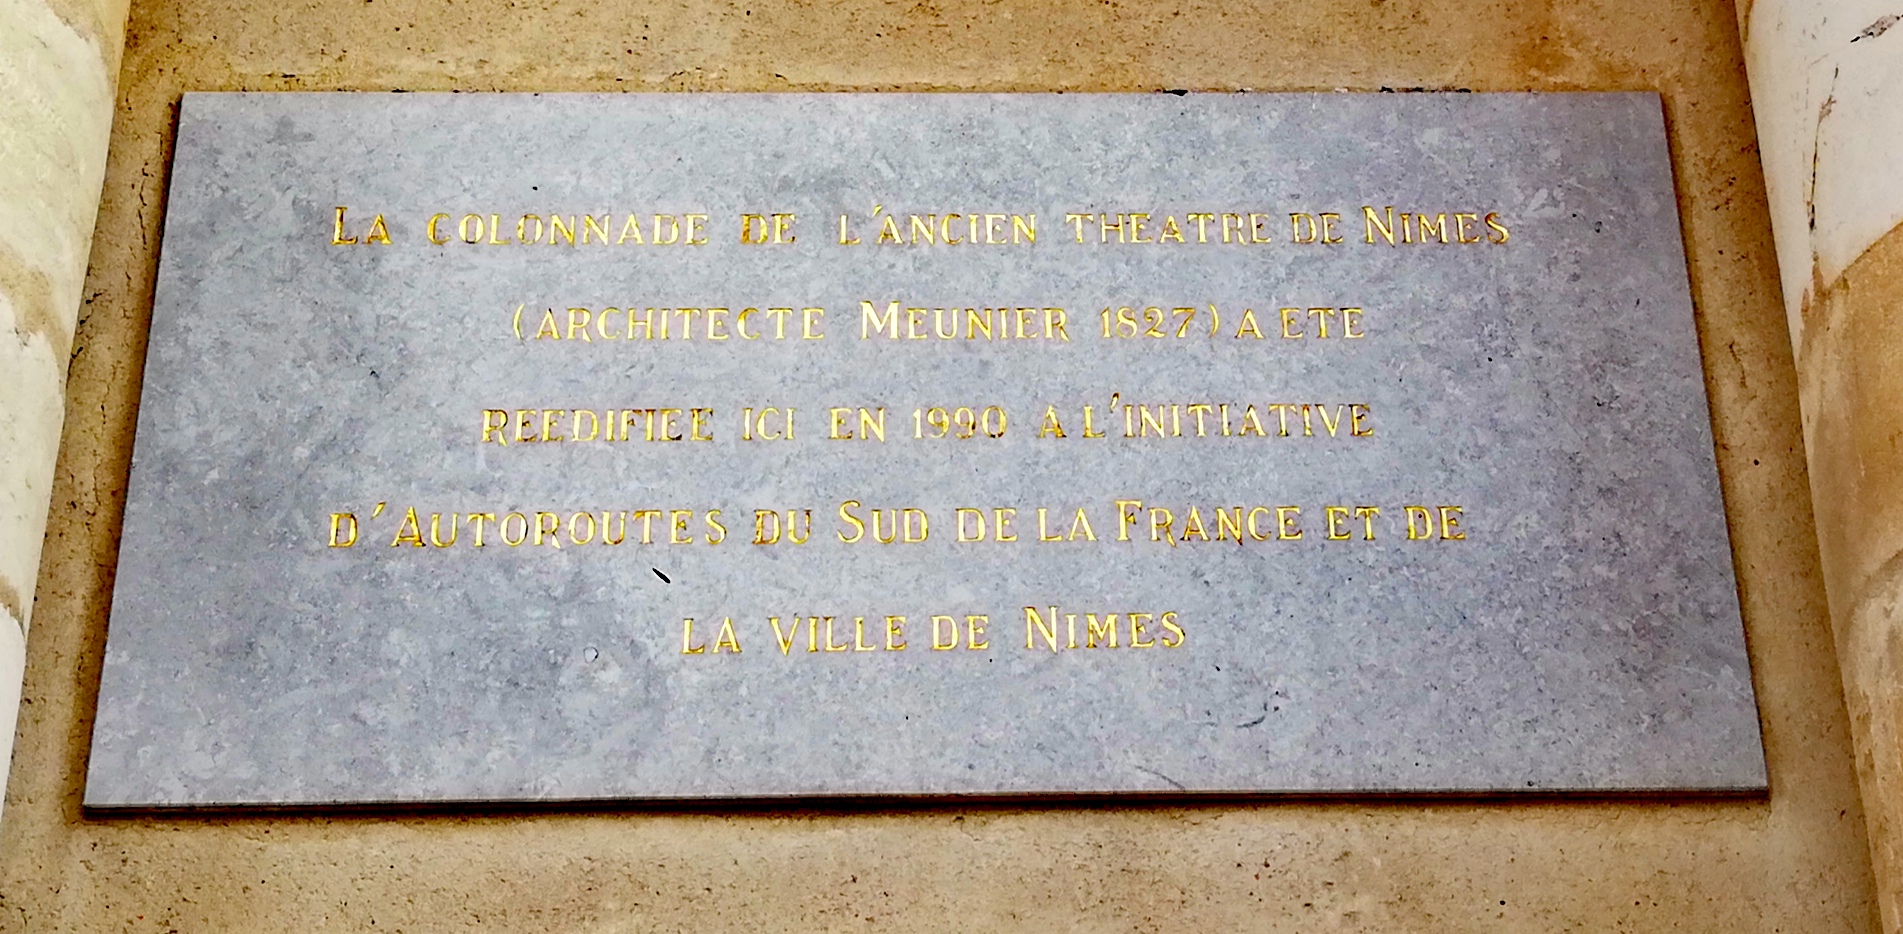 LA COLONNADE DE L'ANCIEN THEATRE DE NIMES
(ARCHITECTE MEUNIER 1827) A ETE
REEDIFIEE ICI EN 1990 A L'INITIATIVE
D'AUTOROUTES DU SUD DE LA FRANCE ET DE
LA VILLE DE NIMES